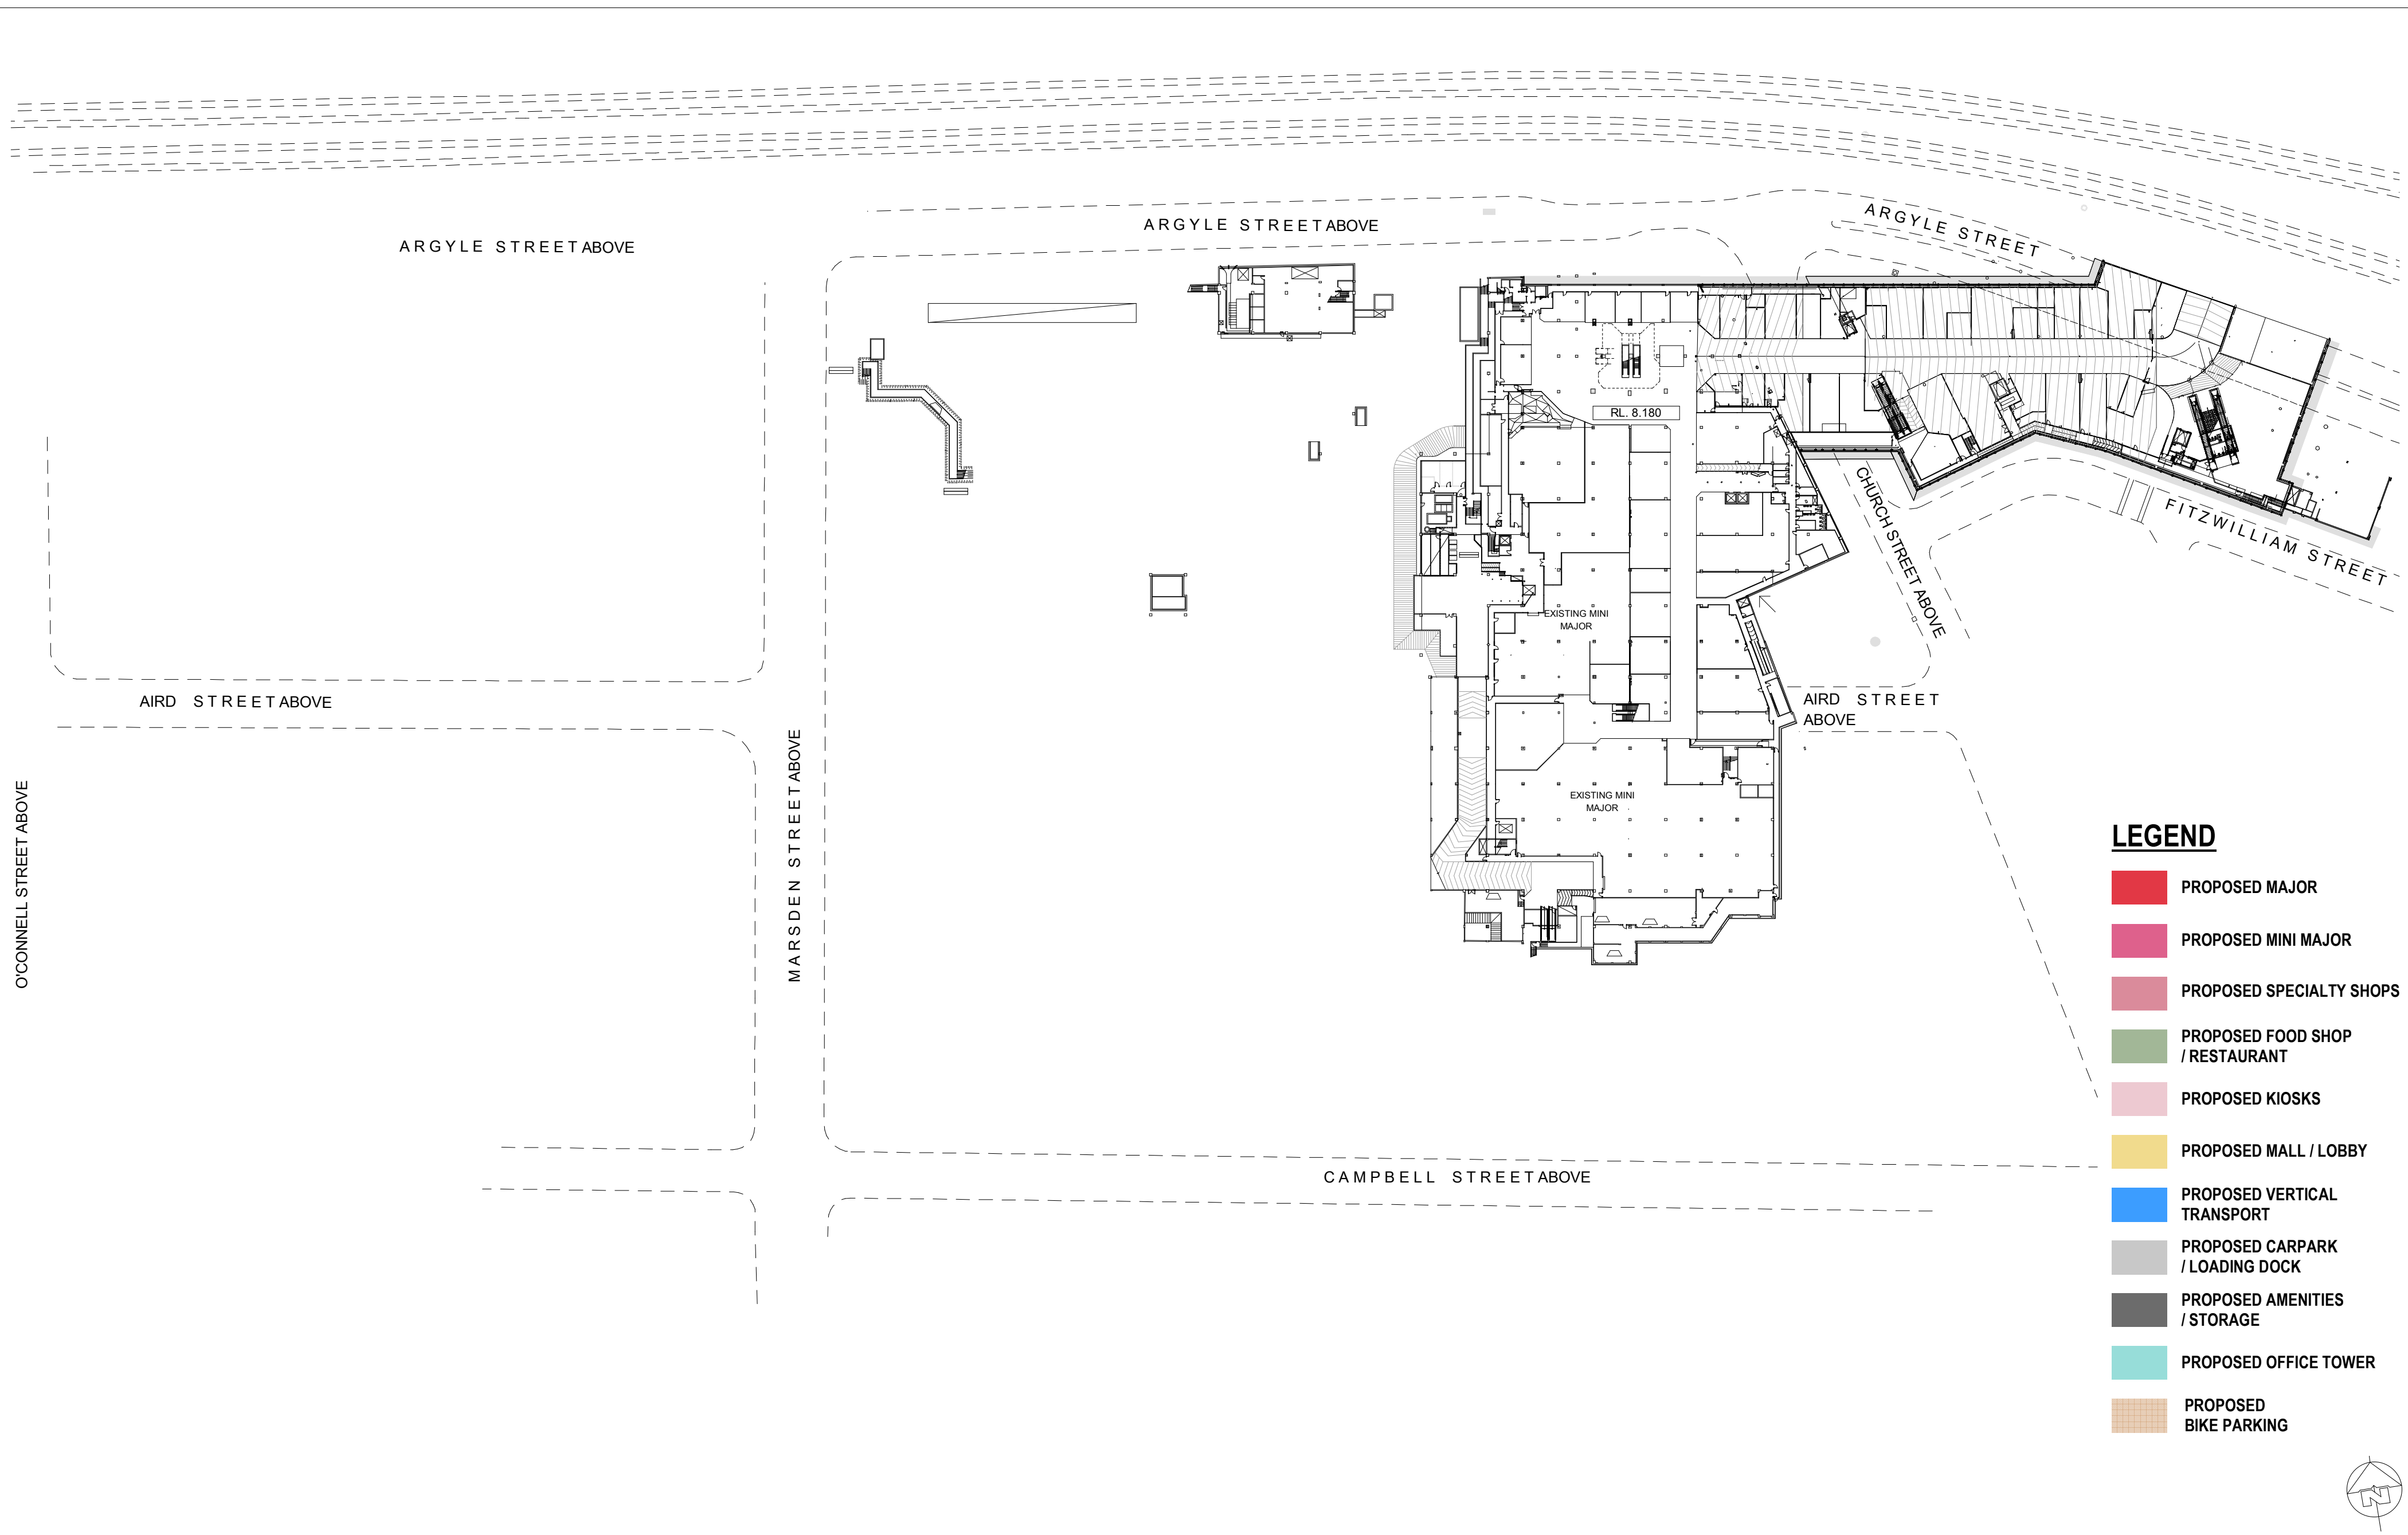 ARGYLE STREET
ARGYLE STREET ABOVE
ARGYLE STREET ABOVE
RL. 8.180
CHURCH STREET ABOVE
FITZWILLIAM STREET
EXISTING MINI
MAJOR
AIRD STREET ABOVE
AIRD STREET
ABOVE
O'CONNELL STREET ABOVE
MARSDEN STREET ABOVE
EXISTING MINI
MAJOR
CAMPBELL STREET ABOVE
LEGEND
PROPOSED MAJOR
PROPOSED MINI MAJOR
PROPOSED SPECIALTY SHOPS
PROPOSED FOOD SHOP
/ RESTAURANT
PROPOSED KIOSKS
PROPOSED MALL / LOBBY
PROPOSED VERTICAL
TRANSPORT
PROPOSED CARPARK
/ LOADING DOCK
PROPOSED AMENITIES
/ STORAGE
PROPOSED OFFICE TOWER
PROPOSED
BIKE PARKING
N